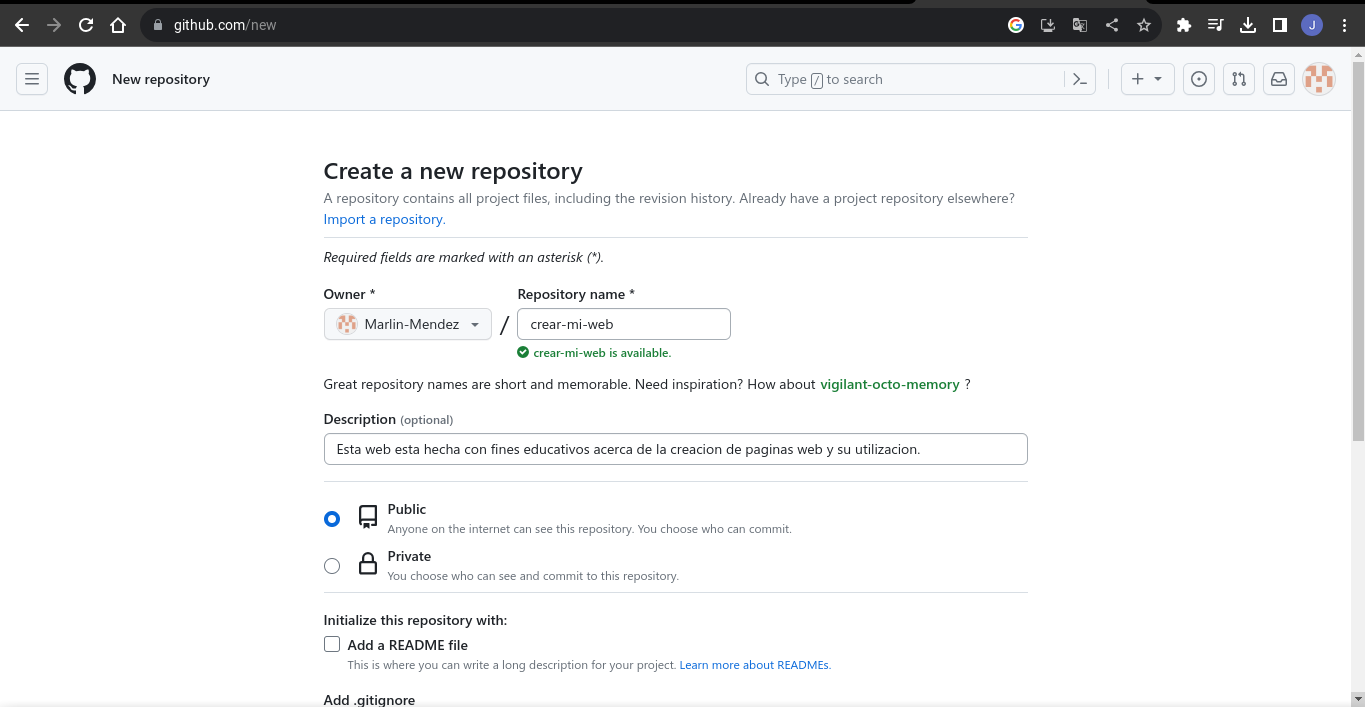 github.com/new
J
New repository
Type / to search
Create a new repository
A repository contains all project files, including the revision history. Already have a project repository elsewhere?
Import a repository.
Required fields are marked with an asterisk (*).
Owner *
Repository name *
Marlin-Mendez
/
crear-mi-web
crear-mi-web is available.
Great repository names are short and memorable. Need inspiration? How about vigilant-octo-memory ?
Description (optional)
Esta web esta hecha con fines educativos acerca de la creacion de paginas web y su utilizacion.
Public
Anyone on the internet can see this repository. You choose who can commit.
Private
You choose who can see and commit to this repository.
Initialize this repository with:
Add a README file
This is where you can write a long description for your project. Learn more about READMEs.
Add .gitignore